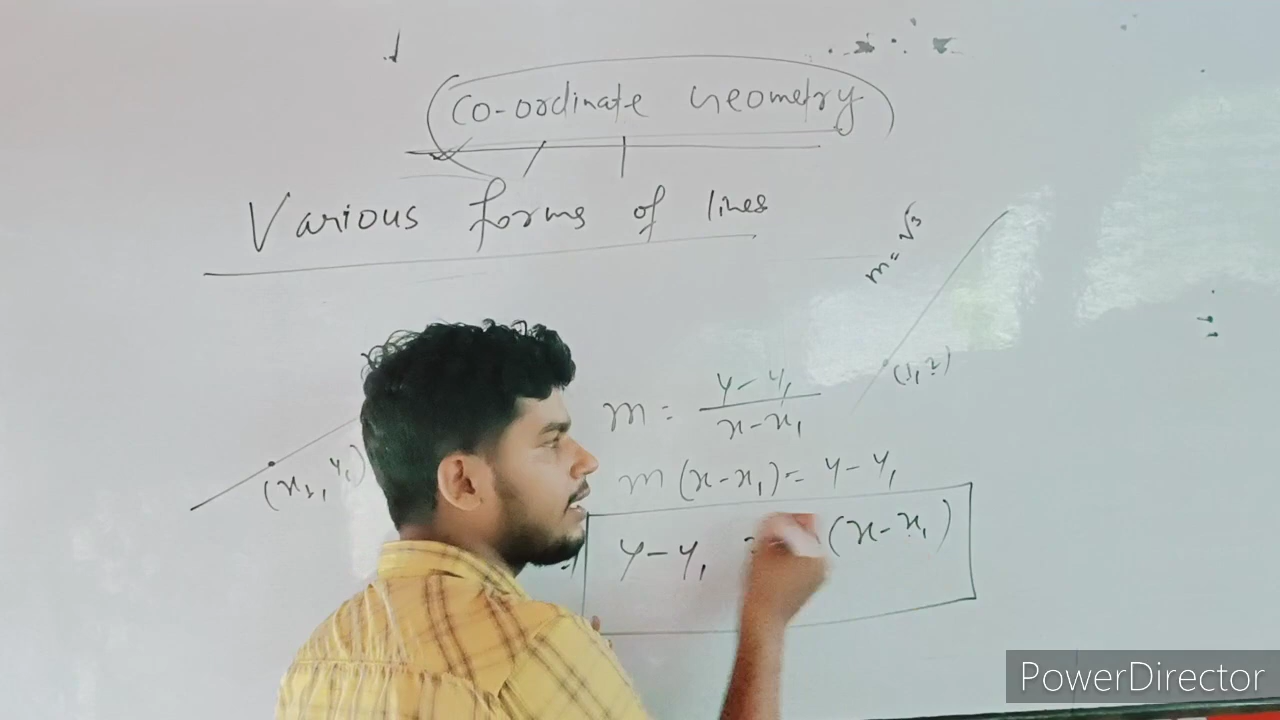 Co-ordinate Geometry
Various forms of lines
m = √3
(1, 2)
m = y - y₁ / x - x₁
(x₁, y₁)
m (x - x₁) = y - y₁
y - y₁ = (x - x₁)
PowerDirector